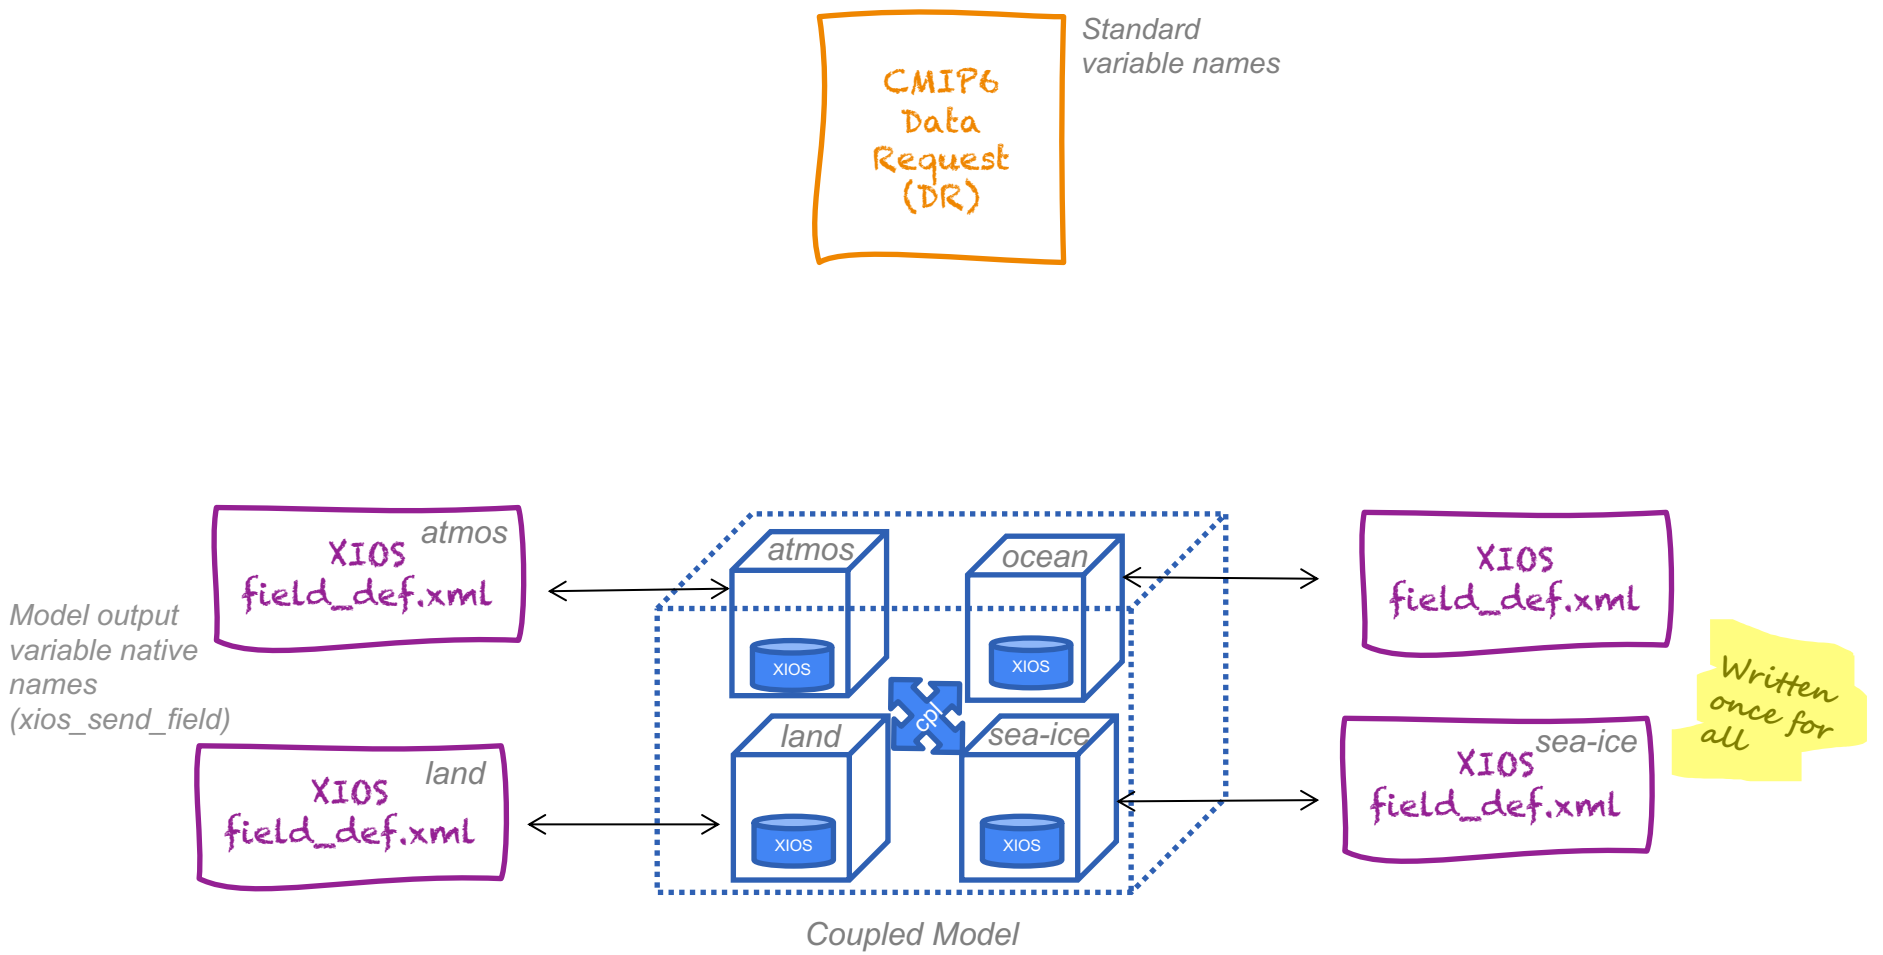 Standard
variable names
CMIP6
Data
Request
(DR)
atmos
XIOS
field_def.xml
Model output
variable native
names
(xios_send_field)
land
XIOS
field_def.xml
atmos
XIOS
ocean
XIOS
cpl
land
XIOS
sea-ice
XIOS
Coupled Model
XIOS
field_def.xml
sea-ice
XIOS
field_def.xml
Written
once for
all